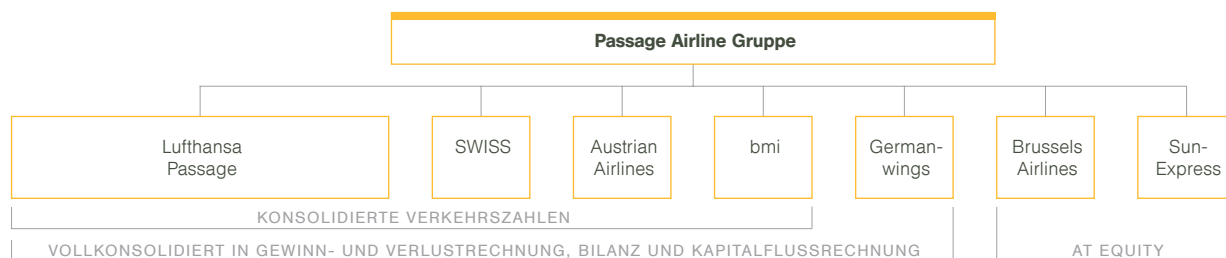 Passage Airline Gruppe
Lufthansa
Passage
SWISS
Austrian
Airlines
bmi
German-
wings
Brussels
Airlines
Sun-
Express
KONSOLIDIERTE VERKEHRSZAHLEN
VOLLKONSOLIDIERT IN GEWINN- UND VERLUSTRECHNUNG, BILANZ UND KAPITALFLUSSRECHNUNG
AT EQUITY